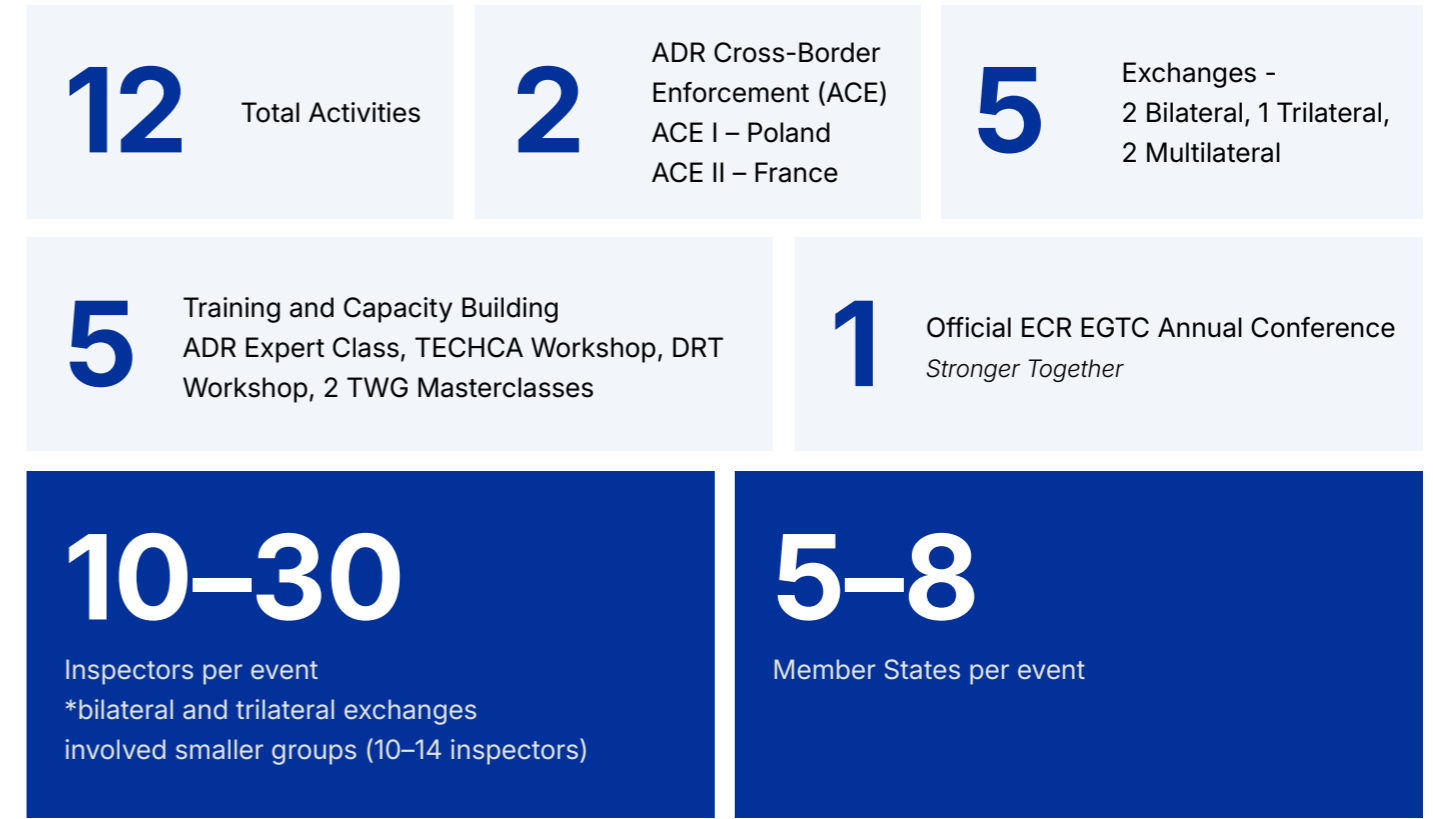 12
Total Activities
2
ADR Cross-Border
Enforcement (ACE)
ACE I – Poland
ACE II – France
5
Exchanges -
2 Bilateral, 1 Trilateral,
2 Multilateral
5
Training and Capacity Building
ADR Expert Class, TECHCA Workshop, DRT
Workshop, 2 TWG Masterclasses
1
Official ECR EGTC Annual Conference
Stronger Together
10–30
Inspectors per event
*bilateral and trilateral exchanges
involved smaller groups (10–14 inspectors)
5–8
Member States per event